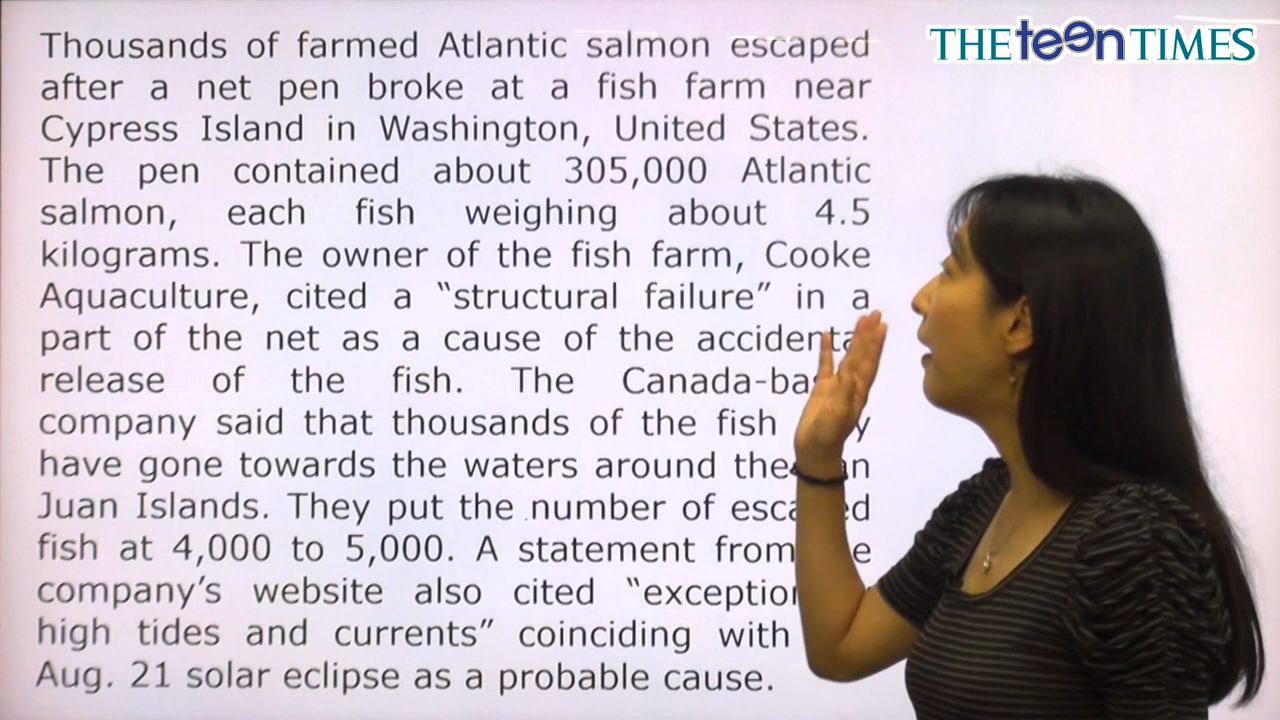 THE teen TIMES
Thousands of farmed Atlantic salmon escaped
after a net pen broke at a fish farm near
Cypress Island in Washington, United States.
The pen contained about 305,000 Atlantic
salmon, each fish weighing about 4.5
kilograms. The owner of the fish farm, Cooke
Aquaculture, cited a “structural failure” in a
part of the net as a cause of the
release of the fish. The
company said that thousands of the fish
have gone towards the waters around the
Juan Islands. They put the number of
fish at 4,000 to 5,000. A statement from
company’s website also cited
high tides and currents” coinciding with
Aug. 21 solar eclipse as a probable cause.